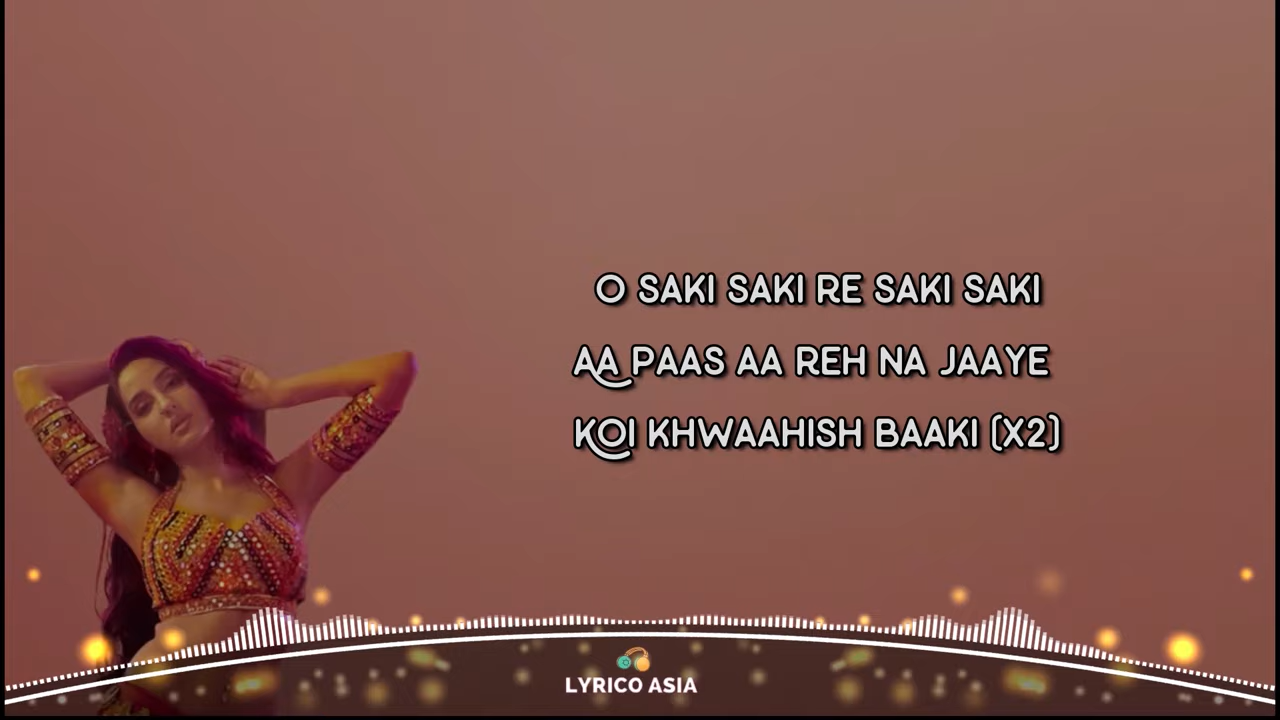 O SAKI SAKI RE SAKI SAKI
AA PAAS AA REH NA JAAYE
KOI KHWAAHISH BAAKI (X2)
LYRICO ASIA